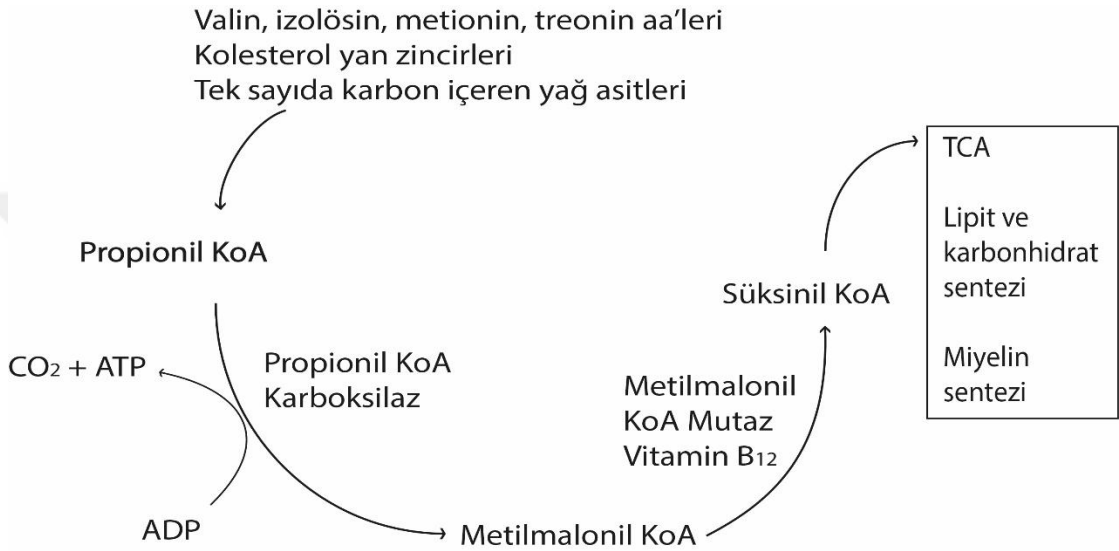 Valin, izolösin, metionin, treonin aa'leri
Kolesterol yan zincirleri
Tek sayıda karbon içeren yağ asitleri
Propionil KoA
CO2 + ATP
ADP
Propionil KoA
Karboksilaz
Metilmalonil KoA
Metilmalonil
KoA Mutaz
Vitamin B12
Süksinil KoA
TCA
Lipit ve
karbonhidrat
sentezi
Miyelin
sentezi